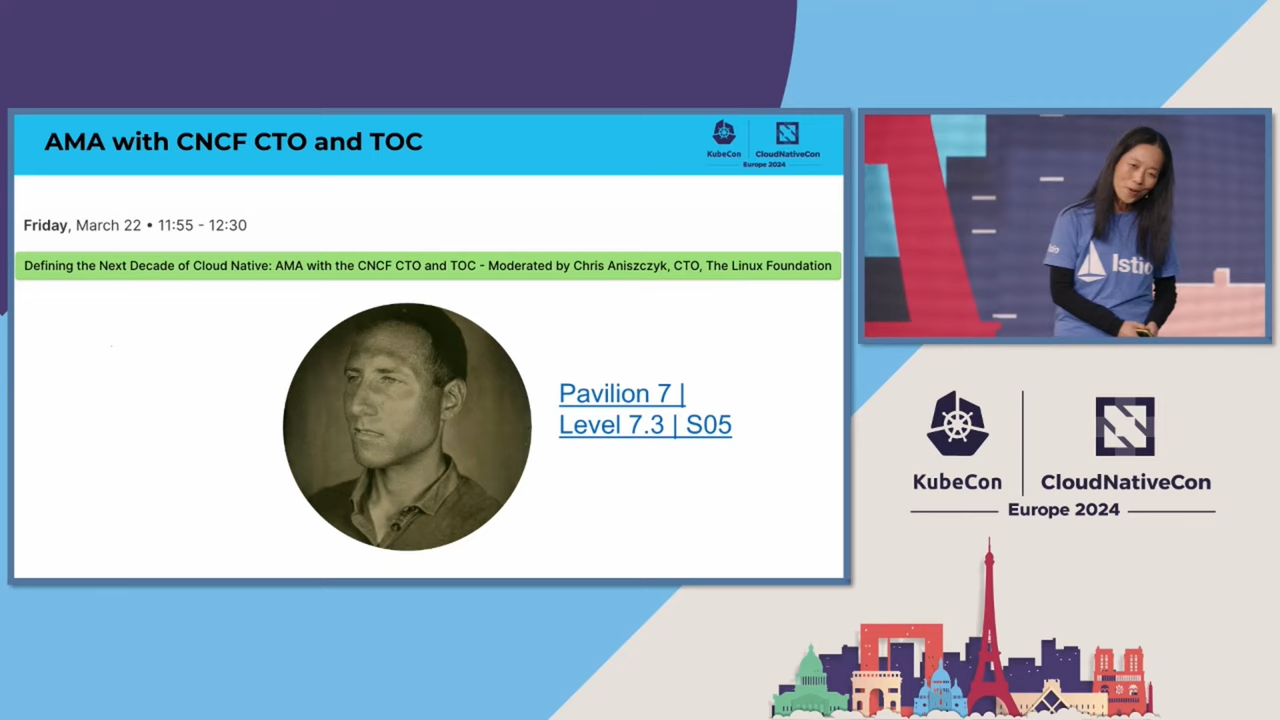 AMA with CNCF CTO and TOC
KubeCon
CloudNativeCon
Europe 2024
Friday, March 22 • 11:55 - 12:30
Defining the Next Decade of Cloud Native: AMA with the CNCF CTO and TOC - Moderated by Chris Aniszczyk, CTO, The Linux Foundation
Pavilion 7 |
Level 7.3 | S05
Istio
KubeCon
CloudNativeCon
Europe 2024